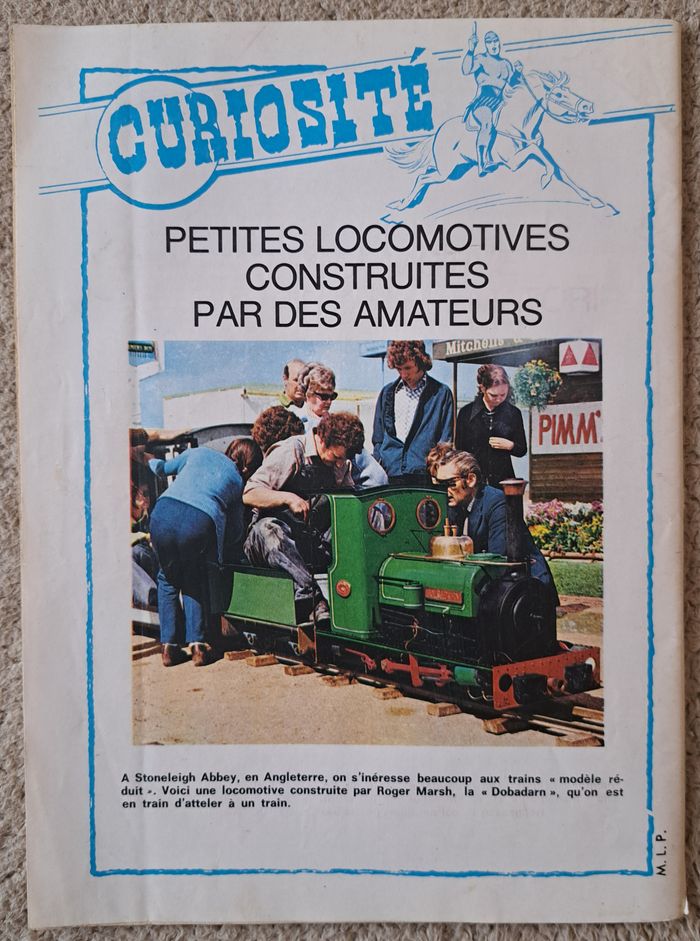 CURIOSITÉ
PETITES LOCOMOTIVES
CONSTRUITES
PAR DES AMATEURS
Mitchells
PIMM'
A Stoneleigh Abbey, en Angleterre, on s'inéresse beaucoup aux trains « modèle ré-
duit ». Voici une locomotive construite par Roger Marsh, la « Dobadarn », qu'on est
en train d'atteler à un train.
M. L. P.